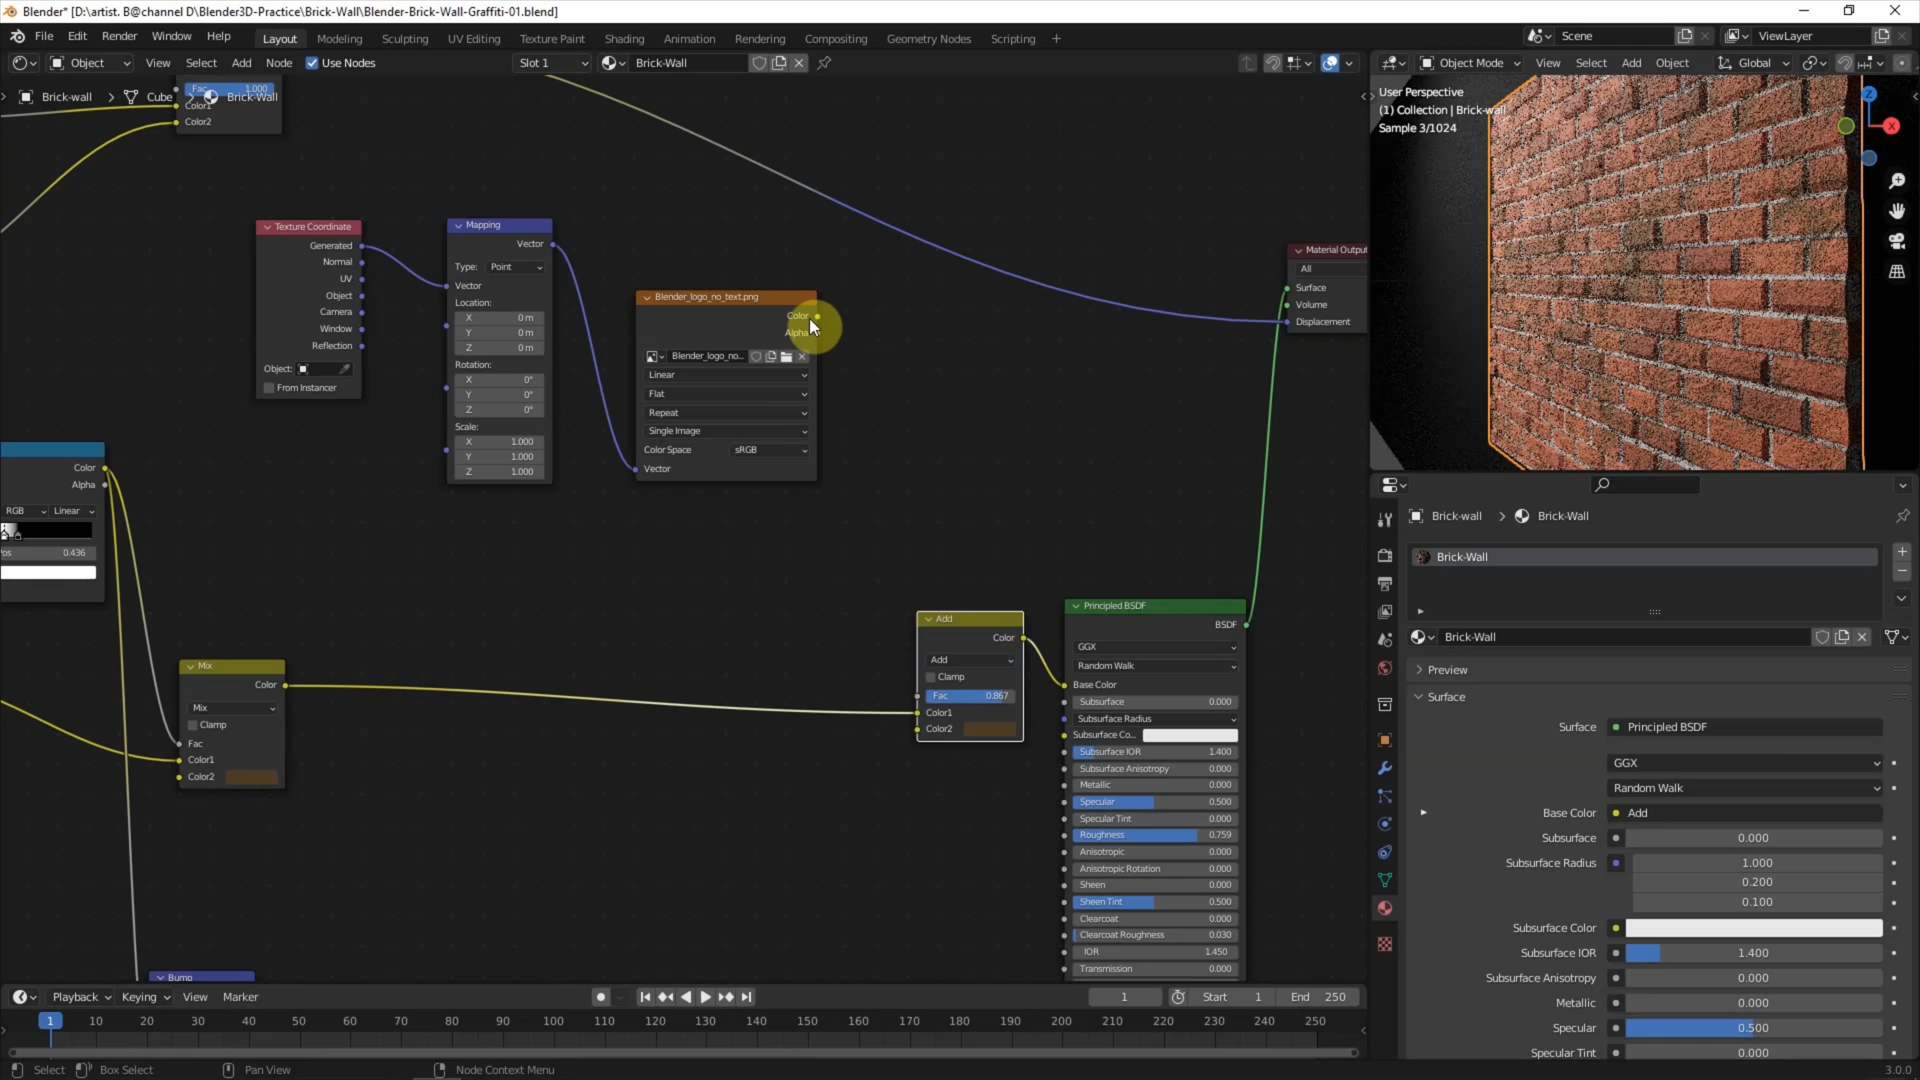 Blender* [D:\artist. B@channel D\Blender3D-Practice\Brick-Wall\Blender-Brick-Wall-Graffiti-01.blend]
File Edit Render Window Help Layout Modeling Sculpting UV Editing Texture Paint Shading Animation Rendering Compositing Geometry Nodes Scripting + Scene ViewLayer
Object View Select Add Node Use Nodes Slot 1 Brick-Wall Object Mode View Select Add Object Global
Fac 1.000
Brick-wall > Cube > Brick-Wall
Color1
Color2
User Perspective
(1) Collection | Brick-wall
Sample 3/1024
Z
X
Texture Coordinate
Generated
Normal
UV
Object
Camera
Window
Reflection
Object:
From Instancer
Mapping
Vector
Type: Point
Vector
Location:
X 0 m
Y 0 m
Z 0 m
Rotation:
X 0°
Y 0°
Z 0°
Scale:
X 1.000
Y 1.000
Z 1.000
Blender_logo_no_text.png
Color
Alpha
Blender_logo_no...
Linear
Flat
Repeat
Single Image
Color Space sRGB
Vector
Material Output
All
Surface
Volume
Displacement
Color
Alpha
RGB Linear
Pos 0.436
Mix
Color
Mix
Clamp
Fac
Color1
Color2
Bump
Add
Color
Add
Clamp
Fac 0.867
Color1
Color2
Principled BSDF
BSDF
GGX
Random Walk
Base Color
Subsurface 0.000
Subsurface Radius
Subsurface Co...
Subsurface IOR 1.400
Subsurface Anisotropy 0.000
Metallic 0.000
Specular 0.500
Specular Tint 0.000
Roughness 0.759
Anisotropic 0.000
Anisotropic Rotation 0.000
Sheen 0.000
Sheen Tint 0.500
Clearcoat 0.000
Clearcoat Roughness 0.030
IOR 1.450
Transmission 0.000
Brick-wall > Brick-Wall
Brick-Wall
Brick-Wall
Preview
Surface
Surface Principled BSDF
GGX
Random Walk
Base Color Add
Subsurface 0.000
Subsurface Radius 1.000
0.200
0.100
Subsurface Color
Subsurface IOR 1.400
Subsurface Anisotropy 0.000
Metallic 0.000
Specular 0.500
Specular Tint 0.000
Playback Keying View Marker 1 Start 1 End 250
1 10 20 30 40 50 60 70 80 90 100 110 120 130 140 150 160 170 180 190 200 210 220 230 240 250
Select Box Select Pan View Node Context Menu 3.0.0